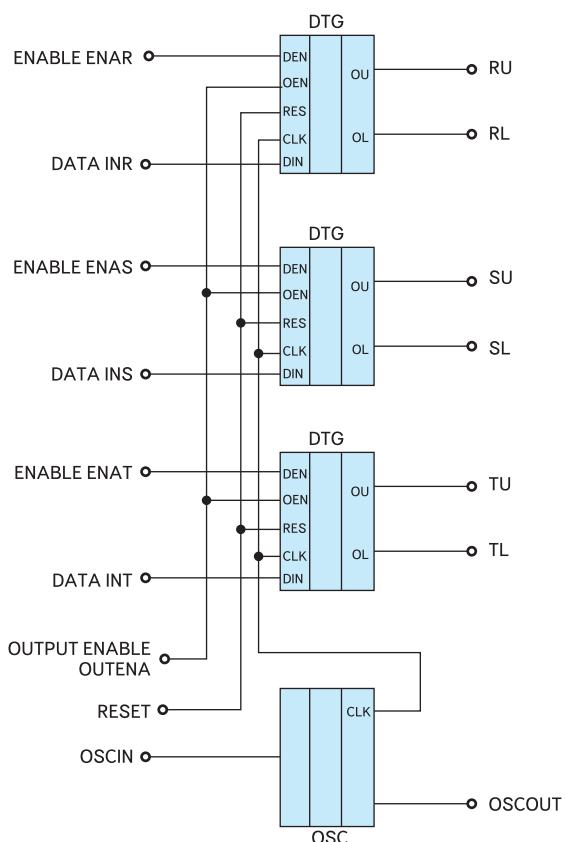 DTG
ENABLE ENAR
DEN
OEN
RES
CLK
DIN
OU
OL
RU
RL
DATA INR
DTG
ENABLE ENAS
DEN
OEN
RES
CLK
DIN
OU
OL
SU
SL
DATA INS
DTG
ENABLE ENAT
DEN
OEN
RES
CLK
DIN
OU
OL
TU
TL
DATA INT
OUTPUT ENABLE
OUTENA
RESET
CLK
OSCIN
OSCOUT
OSC